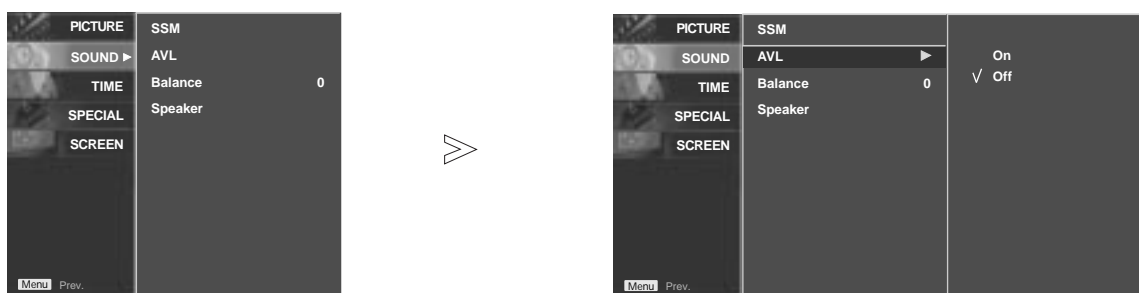 PICTURE
SOUND ►
TIME
SPECIAL
SCREEN
Menu Prev.
SSM
AVL
Balance 0
Speaker
PICTURE
SOUND
TIME
SPECIAL
SCREEN
Menu Prev.
SSM
AVL ►
Balance 0
Speaker
On
√ Off